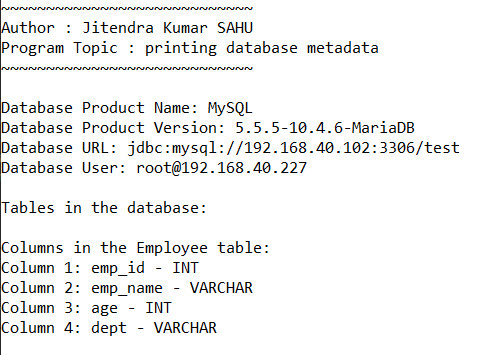 ~~~~~~~~~~~~~~~~~~~~~~~~~~~~
Author : Jitendra Kumar SAHU
Program Topic : printing database metadata
~~~~~~~~~~~~~~~~~~~~~~~~~~~~
Database Product Name: MySQL
Database Product Version: 5.5.5-10.4.6-MariaDB
Database URL: jdbc:mysql://192.168.40.102:3306/test
Database User: root@192.168.40.227
Tables in the database:
Columns in the Employee table:
Column 1: emp_id - INT
Column 2: emp_name - VARCHAR
Column 3: age - INT
Column 4: dept - VARCHAR